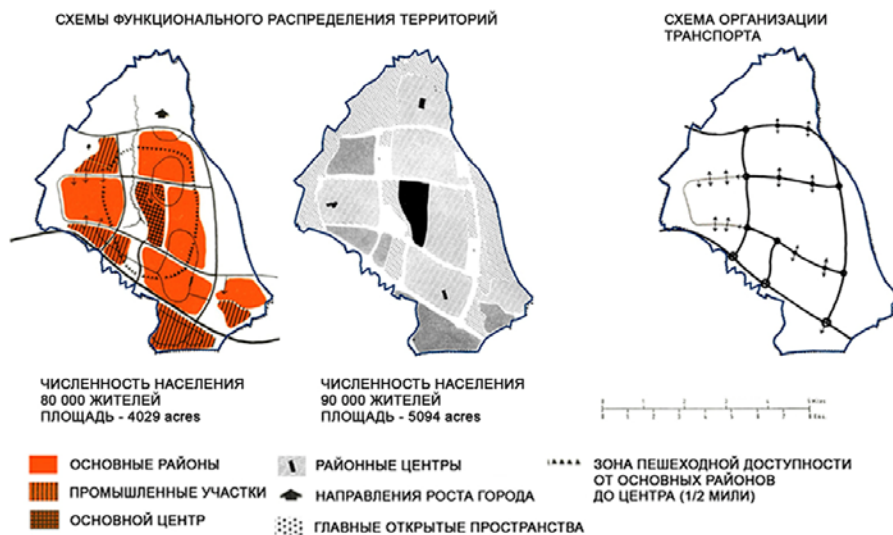 СХЕМЫ ФУНКЦИОНАЛЬНОГО РАСПРЕДЕЛЕНИЯ ТЕРРИТОРИЙ
СХЕМА ОРГАНИЗАЦИИ
ТРАНСПОРТА
ЧИСЛЕННОСТЬ НАСЕЛЕНИЯ
80 000 ЖИТЕЛЕЙ
ПЛОЩАДЬ - 4029 acres
ЧИСЛЕННОСТЬ НАСЕЛЕНИЯ
90 000 ЖИТЕЛЕЙ
ПЛОЩАДЬ - 5094 acres
ОСНОВНЫЕ РАЙОНЫ
ПРОМЫШЛЕННЫЕ УЧАСТКИ
ОСНОВНОЙ ЦЕНТР
РАЙОННЫЕ ЦЕНТРЫ
НАПРАВЛЕНИЯ РОСТА ГОРОДА
ГЛАВНЫЕ ОТКРЫТЫЕ ПРОСТРАНСТВА
ЗОНА ПЕШЕХОДНОЙ ДОСТУПНОСТИ
ОТ ОСНОВНЫХ РАЙОНОВ
ДО ЦЕНТРА (1/2 МИЛИ)